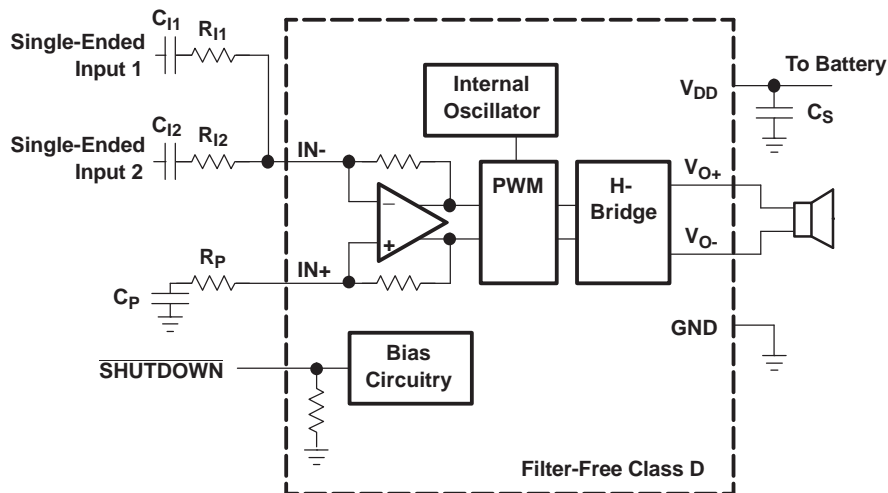 C_I1
R_I1
Single-Ended
Input 1
C_I2
R_I2
Single-Ended
Input 2
IN-
R_P
IN+
C_P
SHUTDOWN
Internal
Oscillator
−
+
PWM
H-
Bridge
Bias
Circuitry
V_DD
To Battery
C_S
V_O+
V_O-
GND
Filter-Free Class D